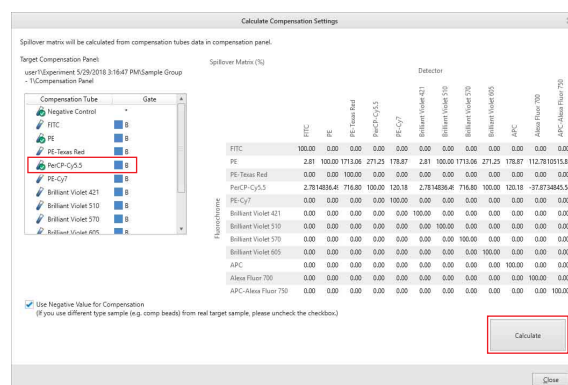 Calculate Compensation Settings
Spillover matrix will be calculated from compensation tubes data in compensation panel.
Target Compensation Panel:
user1\Experiment 5/29/2018 3:16:47 PM\Sample Group
- 1\Compensation Panel
Compensation Tube Gate
Negative Control *
FITC B
PE B
PE-Texas Red B
PerCP-Cy5.5 B
PE-Cy7 B
Brilliant Violet 421 B
Brilliant Violet 510 B
Brilliant Violet 570 B
Brilliant Violet 605 B
Spillover Matrix (%)
Detector
FITC PE PE-Texas Red PerCP-Cy5.5 PE-Cy7 Brilliant Violet 421 Brilliant Violet 510 Brilliant Violet 570 Brilliant Violet 605 APC Alexa Fluor 700 APC-Alexa Fluor 750
Fluorochrome
FITC 100.00 0.00 0.00 0.00 0.00 0.00 0.00 0.00 0.00 0.00 0.00 0.00
PE 2.81 100.00 1713.06 271.25 178.87 2.81 100.00 1713.06 271.25 178.87 112.78 10515.8
PE-Texas Red 0.00 0.00 100.00 0.00 0.00 0.00 0.00 0.00 0.00 0.00 0.00 0.00
PerCP-Cy5.5 2.78 14836.4 716.80 100.00 120.18 2.78 14836.4 716.80 100.00 120.18 -37.87 34845.5
PE-Cy7 0.00 0.00 0.00 0.00 100.00 0.00 0.00 0.00 0.00 0.00 0.00 0.00
Brilliant Violet 421 0.00 0.00 0.00 0.00 0.00 100.00 0.00 0.00 0.00 0.00 0.00 0.00
Brilliant Violet 510 0.00 0.00 0.00 0.00 0.00 0.00 100.00 0.00 0.00 0.00 0.00 0.00
Brilliant Violet 570 0.00 0.00 0.00 0.00 0.00 0.00 0.00 100.00 0.00 0.00 0.00 0.00
Brilliant Violet 605 0.00 0.00 0.00 0.00 0.00 0.00 0.00 0.00 100.00 0.00 0.00 0.00
APC 0.00 0.00 0.00 0.00 0.00 0.00 0.00 0.00 0.00 100.00 0.00 0.00
Alexa Fluor 700 0.00 0.00 0.00 0.00 0.00 0.00 0.00 0.00 0.00 0.00 100.00 0.00
APC-Alexa Fluor 750 0.00 0.00 0.00 0.00 0.00 0.00 0.00 0.00 0.00 0.00 0.00 100.00
Use Negative Value for Compensation
(If you use different type sample (e.g. comp beads) from real target sample, please uncheck the checkbox.)
Calculate
Close